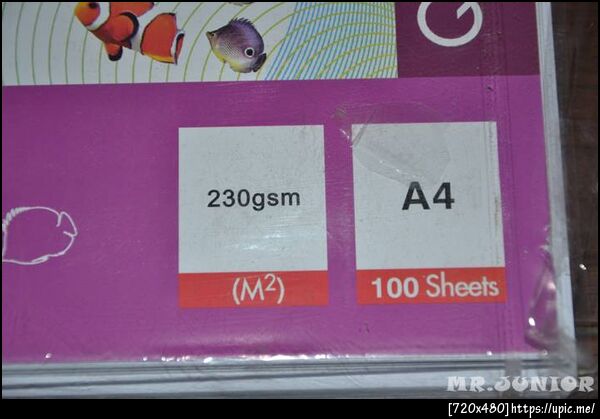 G
230gsm
A4
(M²)
100 Sheets
MR.JUNIOR
[720x480]https://upic.me/